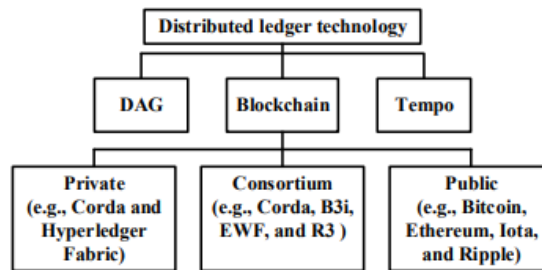 Distributed ledger technology
DAG
Blockchain
Tempo
Private
(e.g., Corda and
Hyperledger
Fabric)
Consortium
(e.g., Corda, B3i,
EWF, and R3 )
Public
(e.g., Bitcoin,
Ethereum, Iota,
and Ripple)